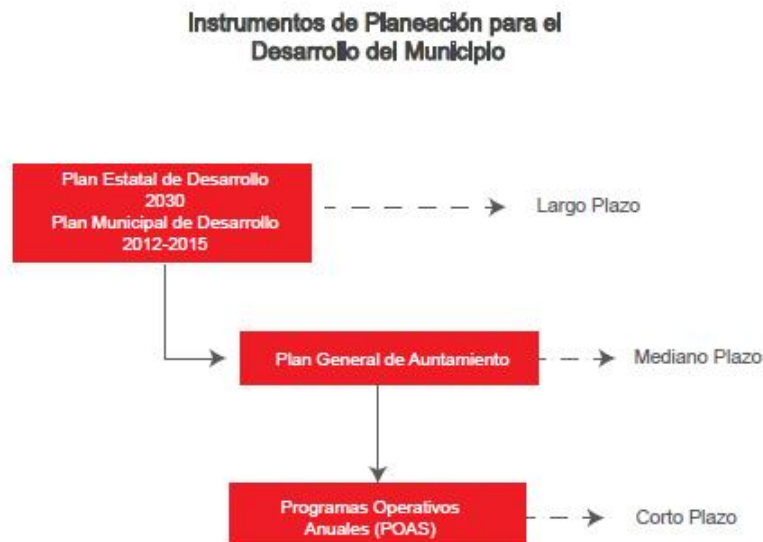 Instrumentos de Planeación para el
Desarrollo del Municipio
Plan Estatal de Desarrollo
2030
Plan Municipal de Desarrollo
2012-2015
Largo Plazo
Plan General de Auntamiento
Mediano Plazo
Programas Operativos
Anuales (POAS)
Corto Plazo